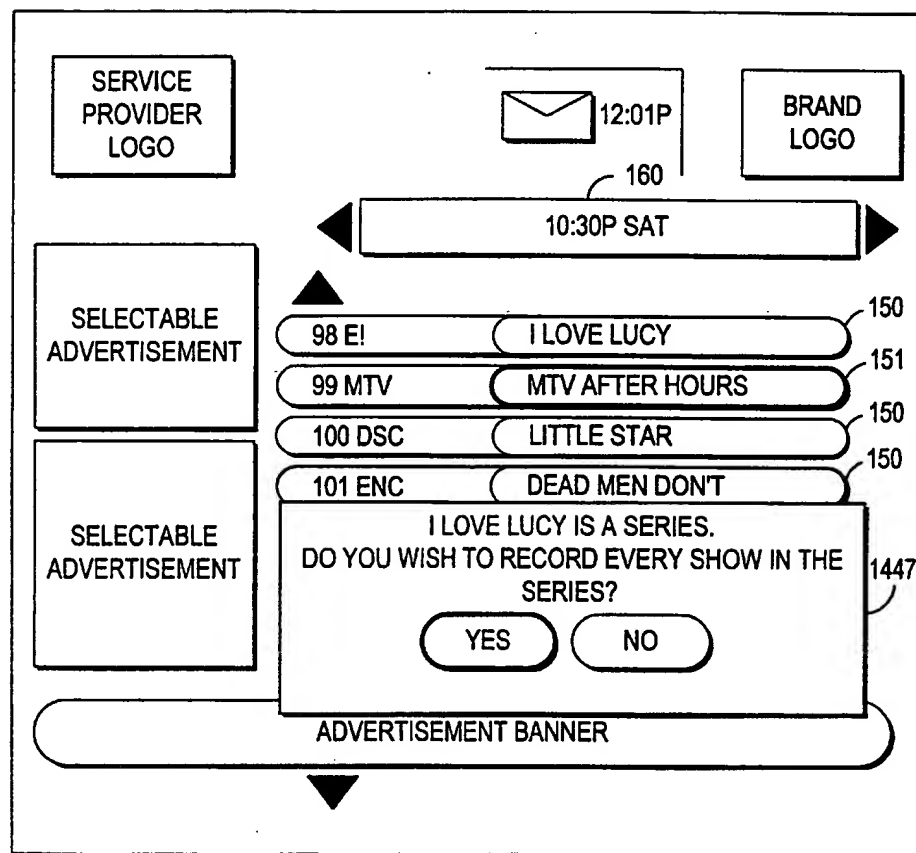 SERVICE
PROVIDER
LOGO
12:01P
BRAND
LOGO
160
10:30P SAT
SELECTABLE
ADVERTISEMENT
98 E! I LOVE LUCY 150
99 MTV MTV AFTER HOURS 151
100 DSC LITTLE STAR 150
101 ENC DEAD MEN DON'T 150
SELECTABLE
ADVERTISEMENT
I LOVE LUCY IS A SERIES.
DO YOU WISH TO RECORD EVERY SHOW IN THE
SERIES?
1447
YES NO
ADVERTISEMENT BANNER